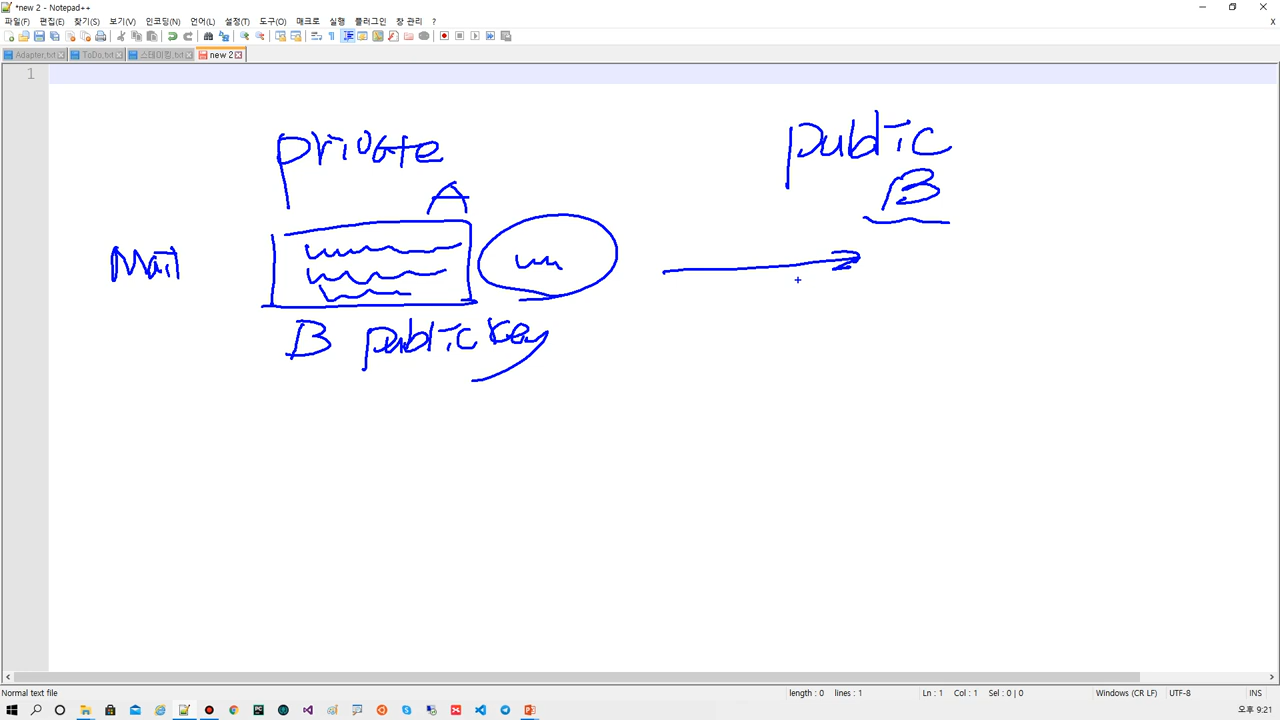 *new 2 - Notepad++
파일(F) 편집(E) 찾기(S) 보기(V) 인코딩(N) 언어(L) 설정(T) 도구(O) 매크로 실행 플러그인 창 관리 ?
Adapter.txt ToDo.txt 스테이킹.txt new 2
1
private public
A B
Mail
B public key
Normal text file length : 0 lines : 1 Ln : 1 Col : 1 Sel : 0 | 0 Windows (CR LF) UTF-8 INS
오후 9:21